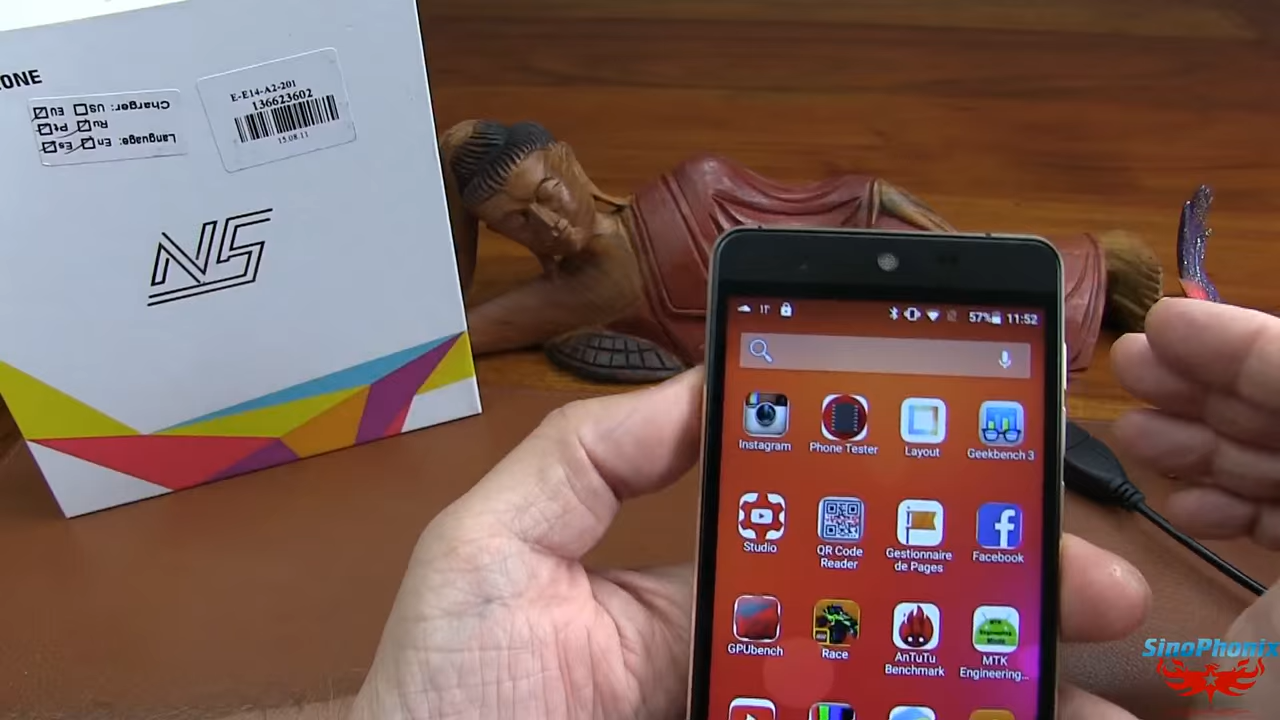 ONE
E-E14-A2-201
136623602
15.08.11
Language: En Es
Ru Pt
Charger: US EU
N5
57% 11:52
Instagram
Phone Tester
Layout
Geekbench 3
Studio
QR Code
Reader
Gestionnaire
de Pages
Facebook
GPUbench
Race
AnTuTu
Benchmark
MTK
Engineering...
SinoPhonix